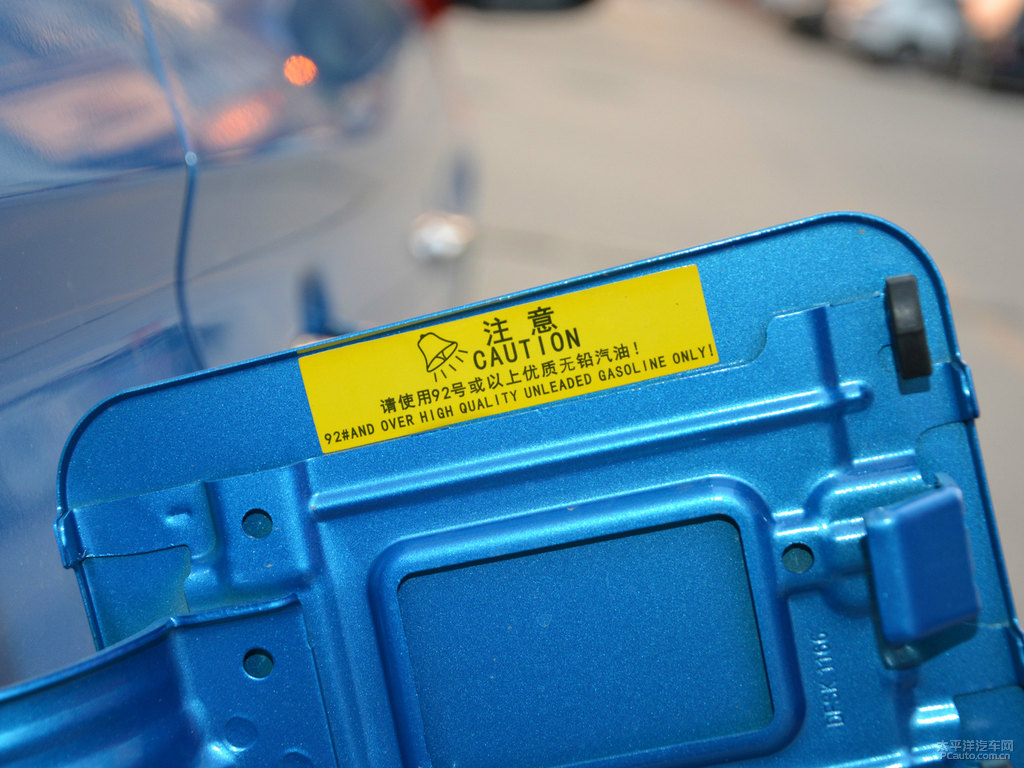 注意
CAUTION
请使用92号或以上优质无铅汽油！
92#AND OVER HIGH QUALITY UNLEADED GASOLINE ONLY!
太平洋汽车网
PCauto.com.cn